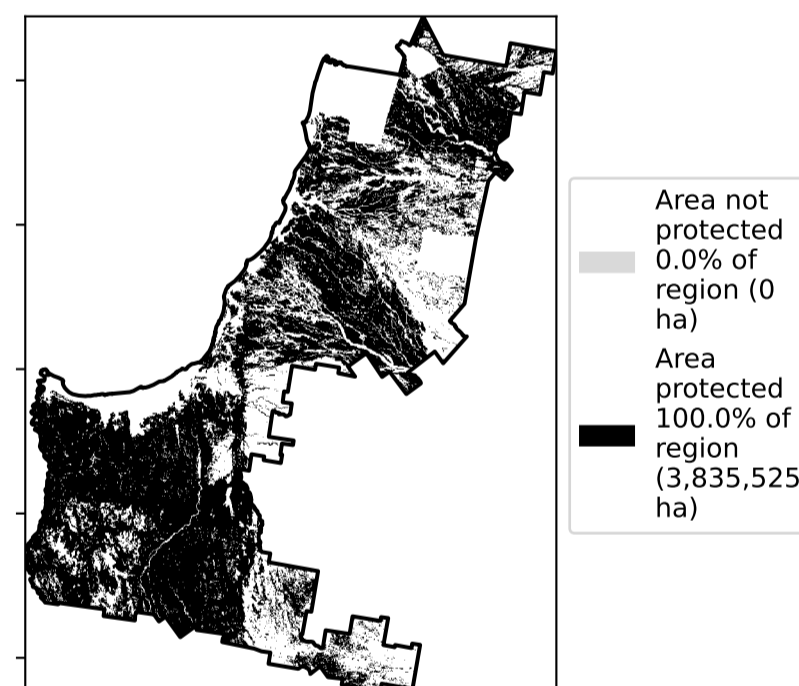 Area not
protected
0.0% of
region (0
ha)
Area
protected
100.0% of
region
(3,835,525
ha)